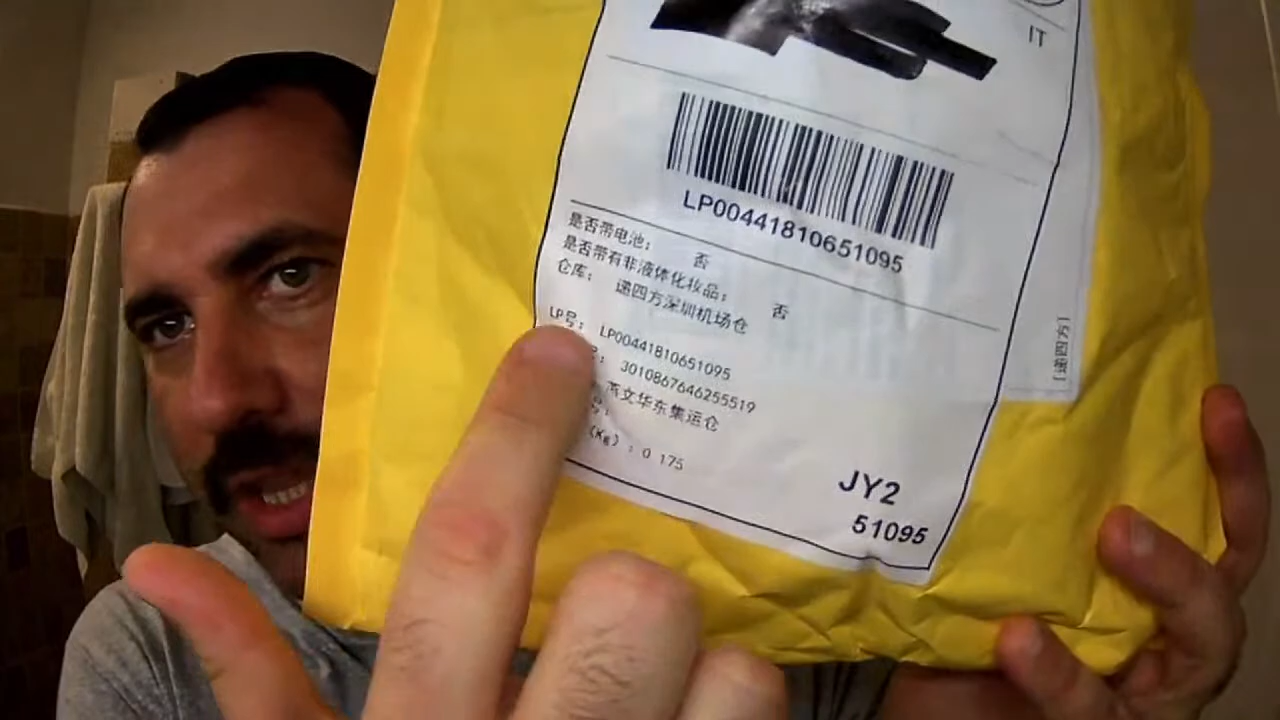 IT
LP00441810651095
是否带电池: 否
是否带有非液体化妆品: 否
仓库: 递四方深圳机场仓
LP号: LP00441810651095
: 3010867646255519
燕文华东集运仓
号:
(Kg) : 0 175
JY2
51095
[递四方]